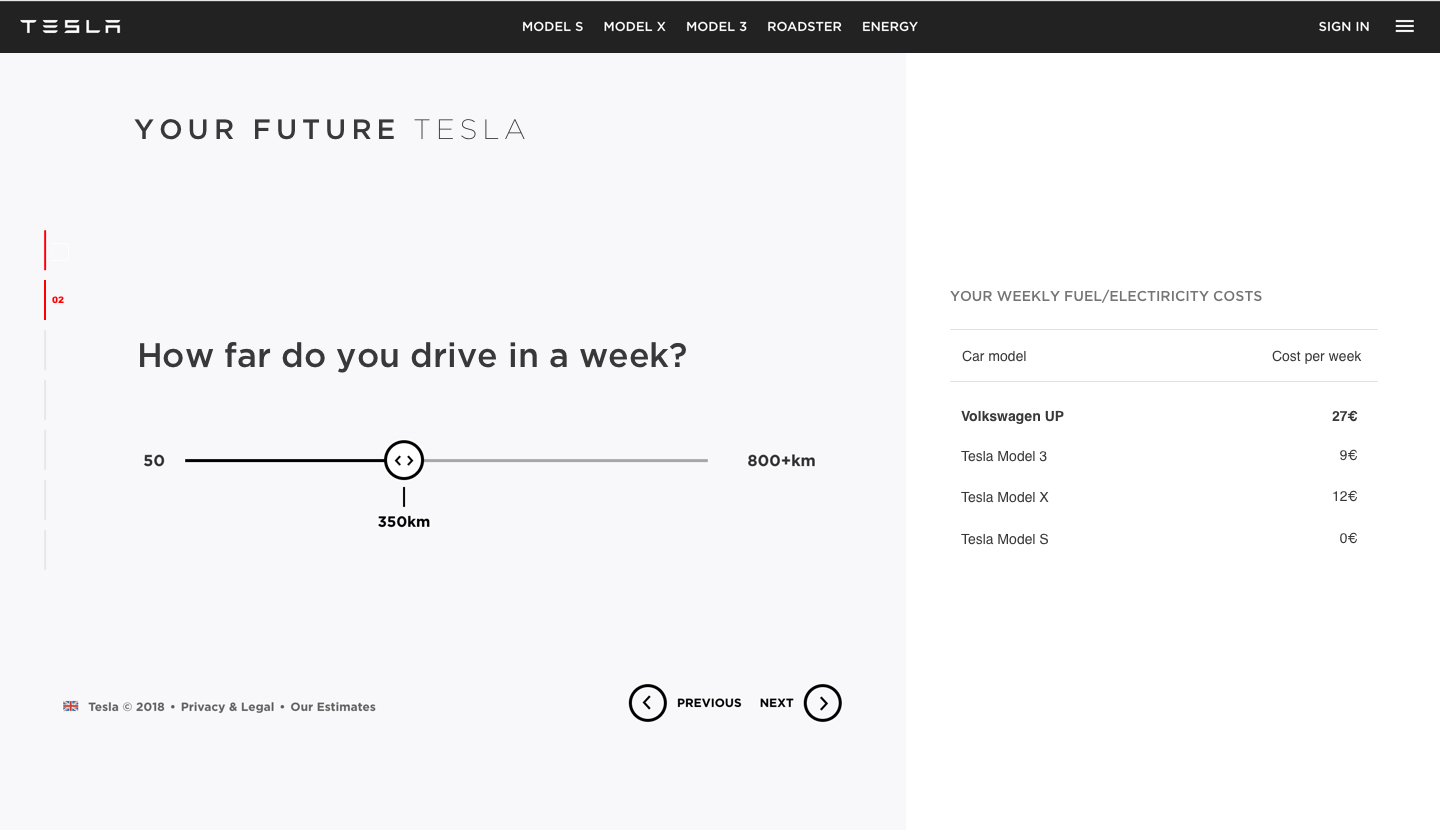 TESLA MODEL S MODEL X MODEL 3 ROADSTER ENERGY SIGN IN
YOUR FUTURE TESLA
02
How far do you drive in a week?
50 800+km
350km
Tesla © 2018 • Privacy & Legal • Our Estimates
PREVIOUS NEXT
YOUR WEEKLY FUEL/ELECTIRICITY COSTS
Car model Cost per week
Volkswagen UP 27€
Tesla Model 3 9€
Tesla Model X 12€
Tesla Model S 0€